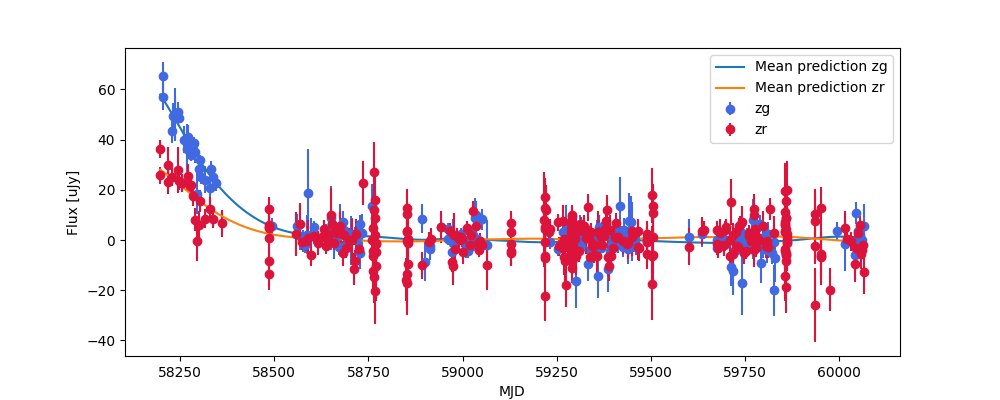 Flux [uJy]
60
40
20
0
−20
−40
58250
58500
58750
59000
59250
59500
59750
60000
MJD
Mean prediction zg
Mean prediction zr
zg
zr